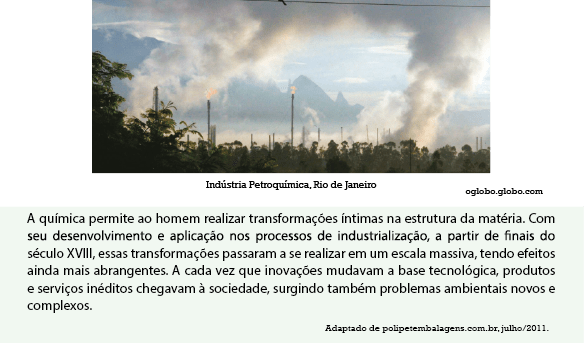 Indústria Petroquímica, Rio de Janeiro
oglobo.globo.com
A química permite ao homem realizar transformações íntimas na estrutura da matéria. Com
seu desenvolvimento e aplicação nos processos de industrialização, a partir de finais do
século XVIII, essas transformações passaram a se realizar em um escala massiva, tendo efeitos
ainda mais abrangentes. A cada vez que inovações mudavam a base tecnológica, produtos
e serviços inéditos chegavam à sociedade, surgindo também problemas ambientais novos e
complexos.
Adaptado de polipetembalagens.com.br, julho/2011.